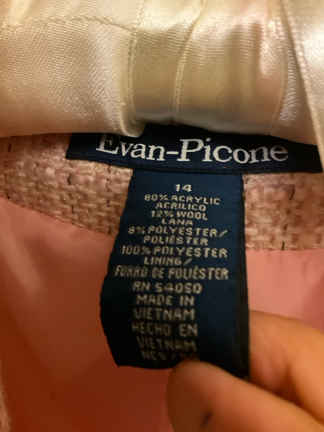 Evan-Picone
14
80% ACRYLIC
ACRÍLICO
12% WOOL
LANA
8% POLYESTER/
POLIÉSTER
100% POLYESTER
LINING/
FORRO DE POLIÉSTER
RN 54050
MADE IN
VIETNAM
HECHO EN
VIETNAM